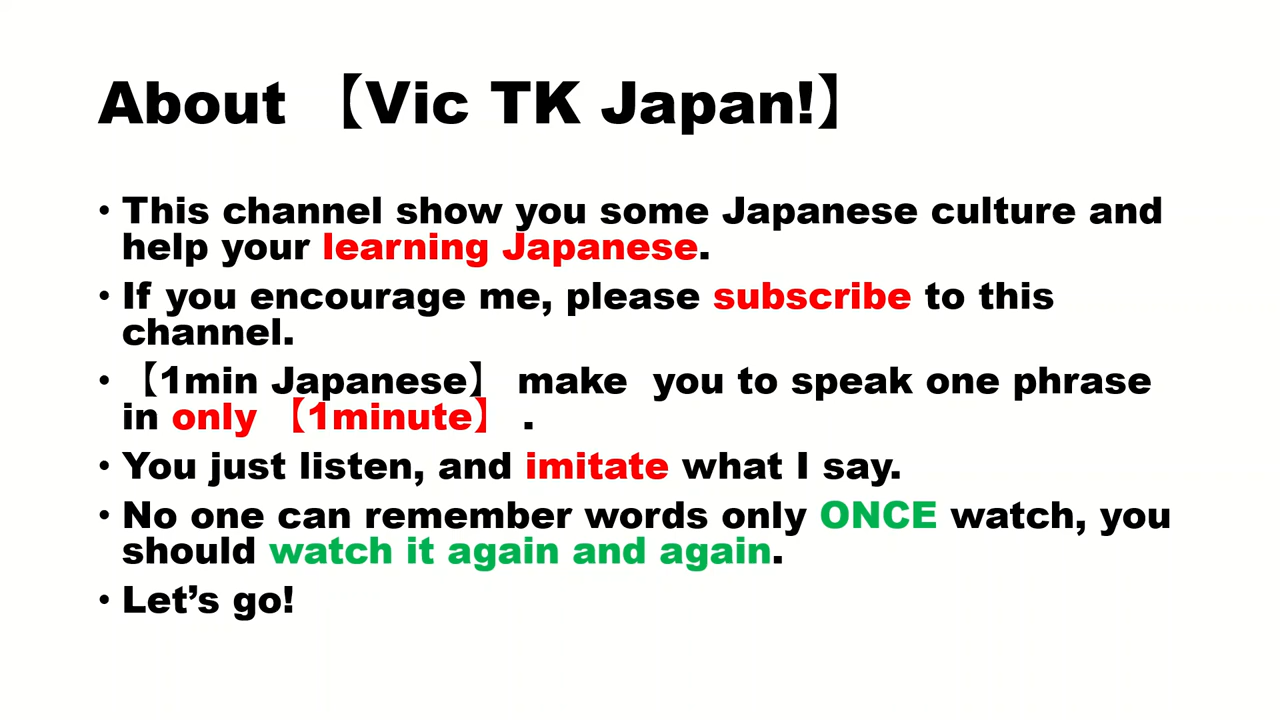 About 【Vic TK Japan!】
• This channel show you some Japanese culture and
help your learning Japanese.
• If you encourage me, please subscribe to this
channel.
• 【1min Japanese】 make  you to speak one phrase
in only 【1minute】 .
• You just listen, and imitate what I say.
• No one can remember words only ONCE watch, you
should watch it again and again.
• Let’s go!